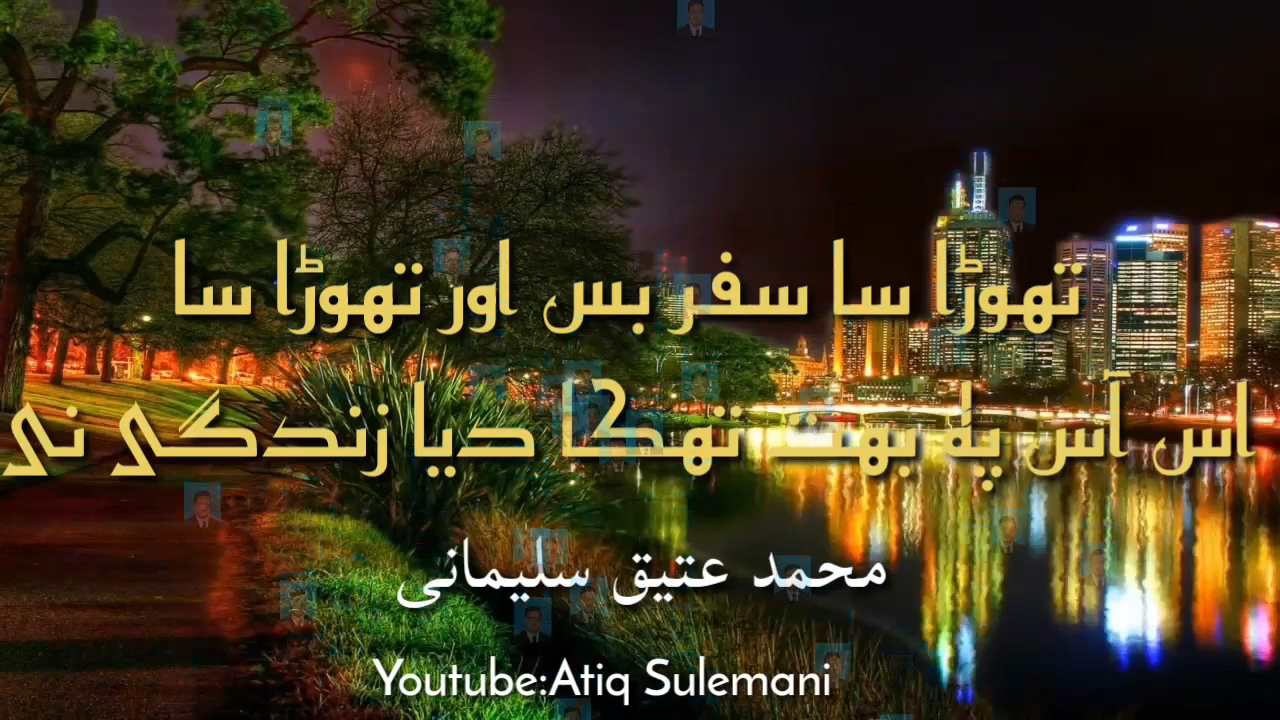 تھوڑا سا سفر بس اور تھوڑا سا
اس آس پہ بہت تھکا دیا زندگی نی
محمد عتیق سلیمانی
Youtube:Atiq Sulemani